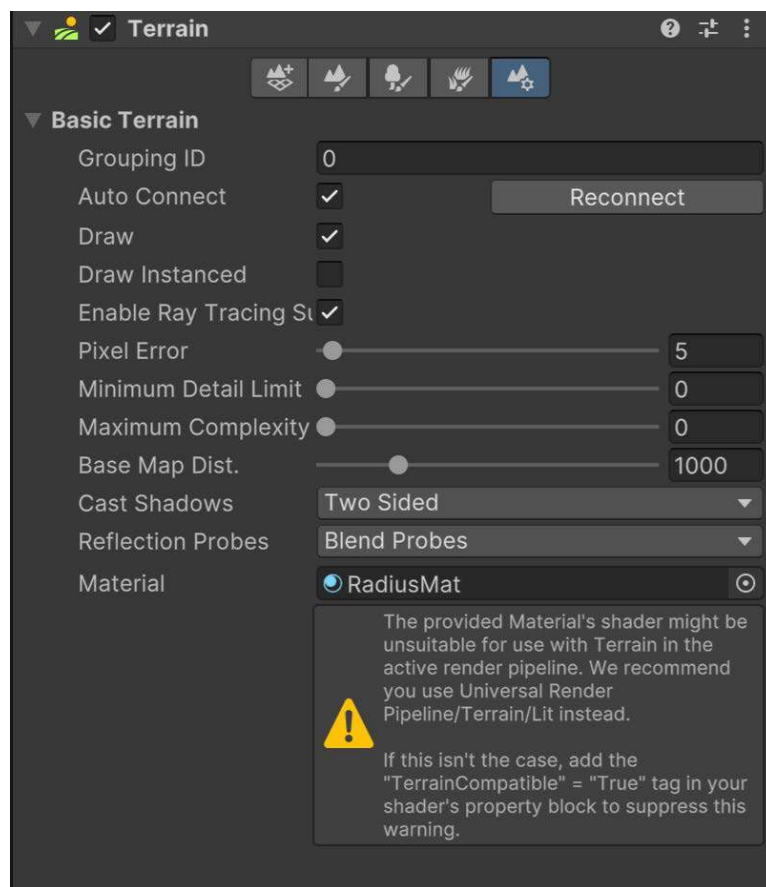 Terrain
Basic Terrain
Grouping ID 0
Auto Connect Reconnect
Draw
Draw Instanced
Enable Ray Tracing Su
Pixel Error 5
Minimum Detail Limit 0
Maximum Complexity 0
Base Map Dist. 1000
Cast Shadows Two Sided
Reflection Probes Blend Probes
Material RadiusMat
The provided Material's shader might be
unsuitable for use with Terrain in the
active render pipeline. We recommend
you use Universal Render
Pipeline/Terrain/Lit instead.
If this isn't the case, add the
"TerrainCompatible" = "True" tag in your
shader's property block to suppress this
warning.